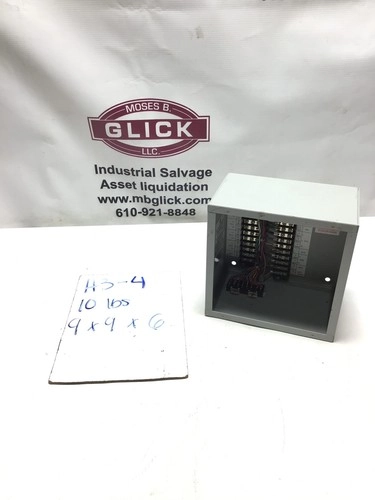 MOSES B.
GLICK
LLC.
Industrial Salvage
Asset liquidation
www.mbglick.com
610-921-8848
H3-4
10 lbs
9 x 9 x 6